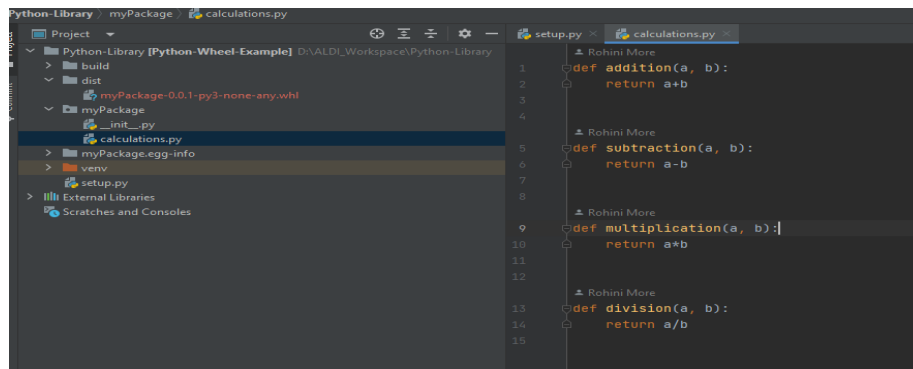 Python-Library myPackage calculations.py
Project
Project
Python-Library [Python-Wheel-Example] D:\ALDI_Workspace\Python-Library
build
dist
myPackage-0.0.1-py3-none-any.whl
myPackage
__init__.py
calculations.py
myPackage.egg-info
venv
setup.py
External Libraries
Scratches and Consoles
setup.py calculations.py
Rohini More
1 def addition(a, b):
2 return a+b
3
4
Rohini More
5 def subtraction(a, b):
6 return a-b
7
8
Rohini More
9 def multiplication(a, b):
10 return a*b
11
12
Rohini More
13 def division(a, b):
14 return a/b
15